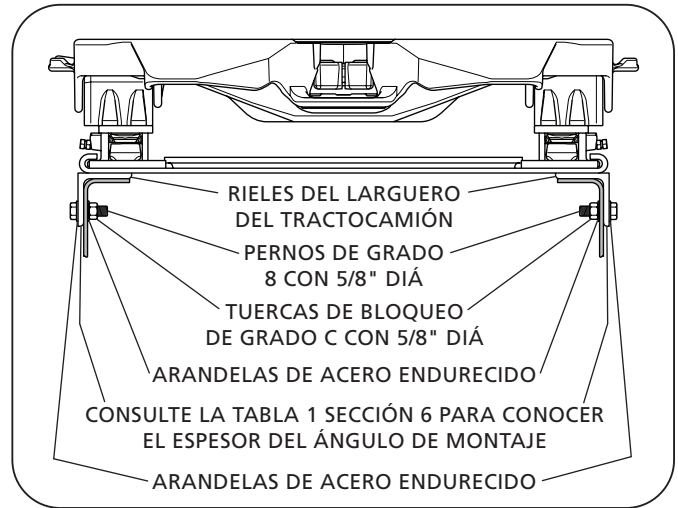 RIELES DEL LARGUERO
DEL TRACTOCAMIÓN
PERNOS DE GRADO
8 CON 5/8" DIÁ
TUERCAS DE BLOQUEO
DE GRADO C CON 5/8" DIÁ
ARANDELAS DE ACERO ENDURECIDO
CONSULTE LA TABLA 1 SECCIÓN 6 PARA CONOCER
EL ESPESOR DEL ÁNGULO DE MONTAJE
ARANDELAS DE ACERO ENDURECIDO